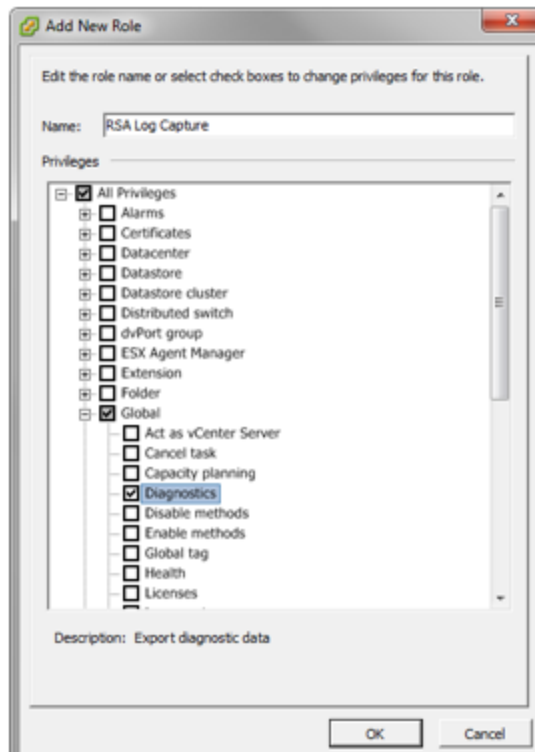 Add New Role
Edit the role name or select check boxes to change privileges for this role.
Name: RSA Log Capture
Privileges
All Privileges
Alarms
Certificates
Datacenter
Datastore
Datastore cluster
Distributed switch
dvPort group
ESX Agent Manager
Extension
Folder
Global
Act as vCenter Server
Cancel task
Capacity planning
Diagnostics
Disable methods
Enable methods
Global tag
Health
Licenses
Description: Export diagnostic data
OK Cancel